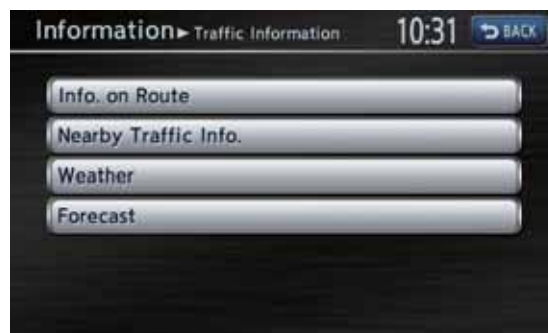 Information ▶ Traffic Information 10:31 BACK
Info. on Route
Nearby Traffic Info.
Weather
Forecast